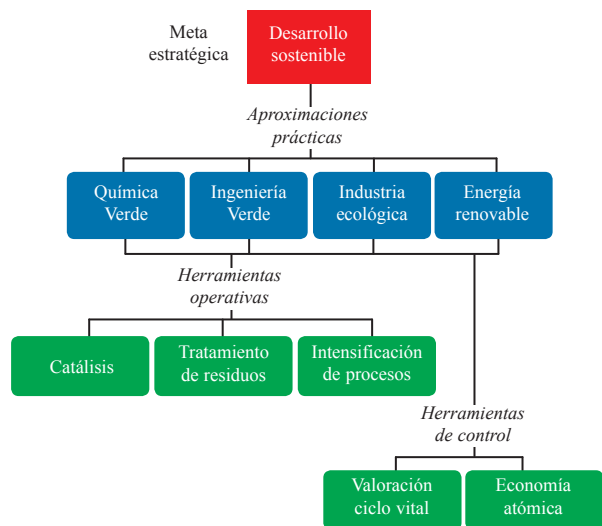 Meta
estratégica
Desarrollo
sostenible
Aproximaciones
prácticas
Química
Verde
Ingeniería
Verde
Industria
ecológica
Energía
renovable
Herramientas
operativas
Catálisis
Tratamiento
de residuos
Intensificación
de procesos
Herramientas
de control
Valoración
ciclo vital
Economía
atómica